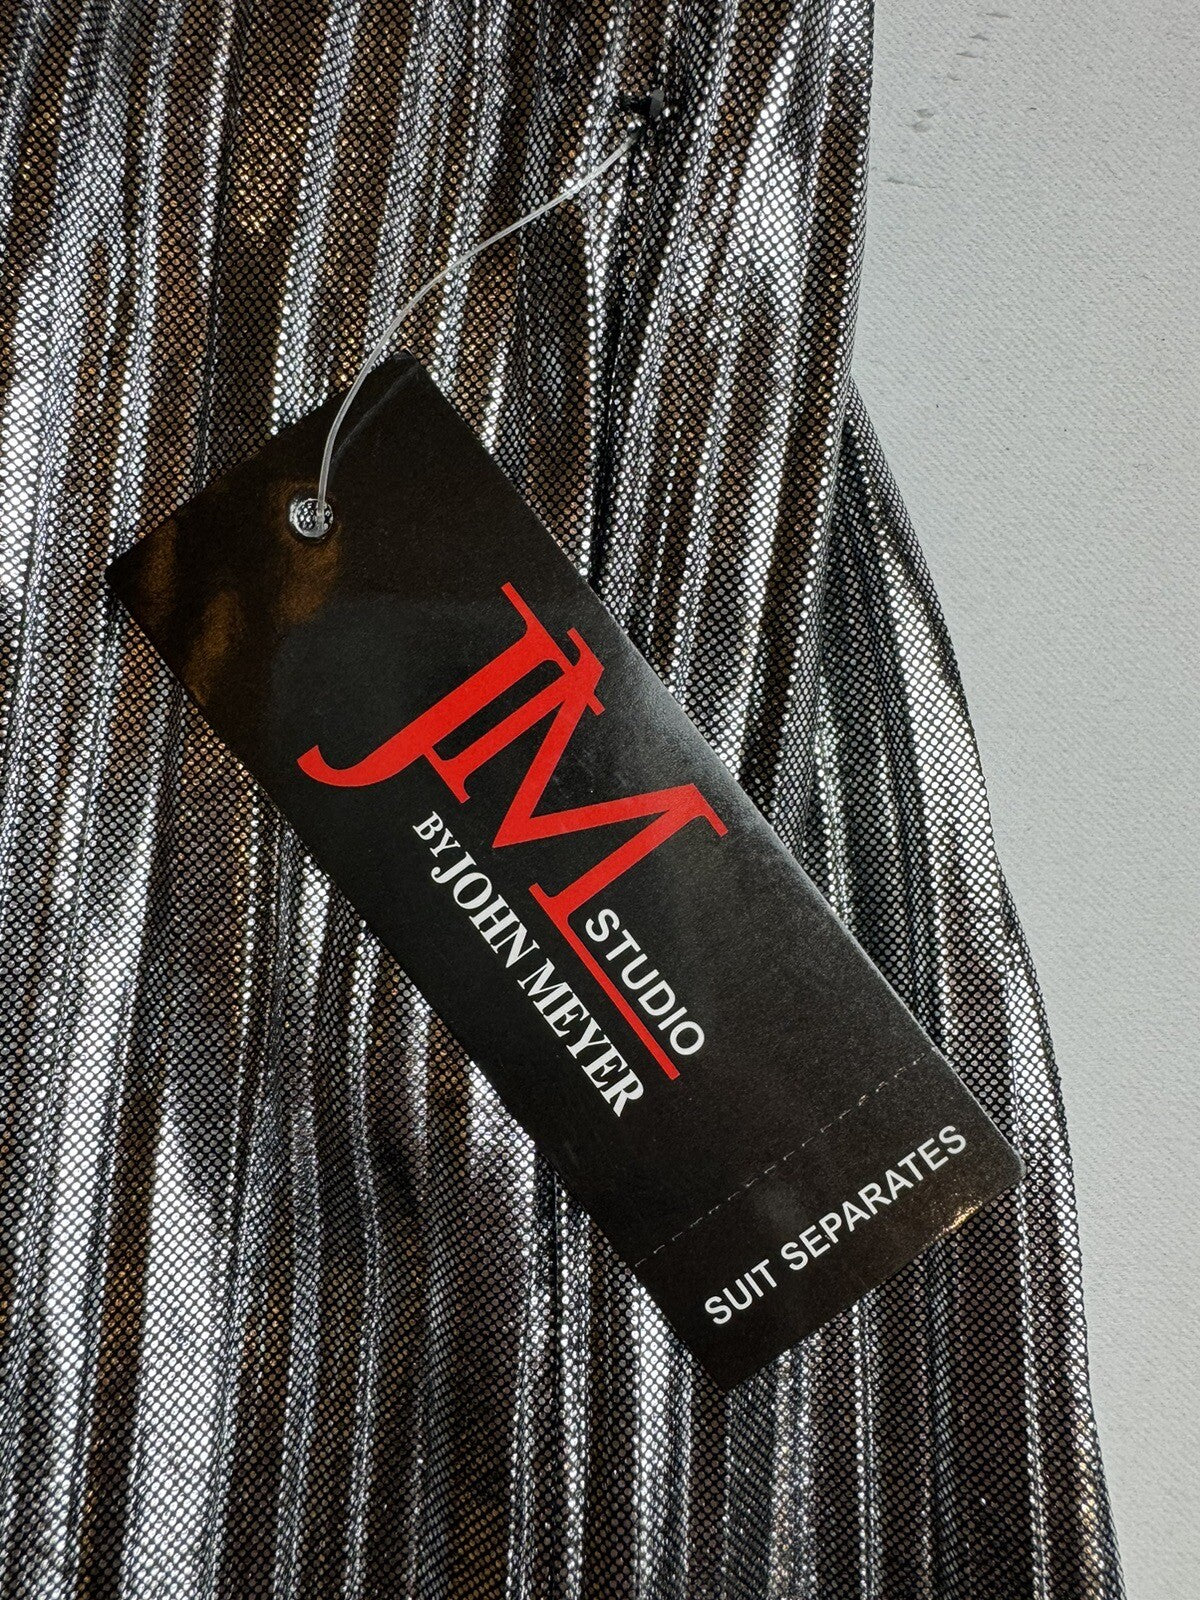 JM
STUDIO
BY JOHN MEYER
SUIT SEPARATES